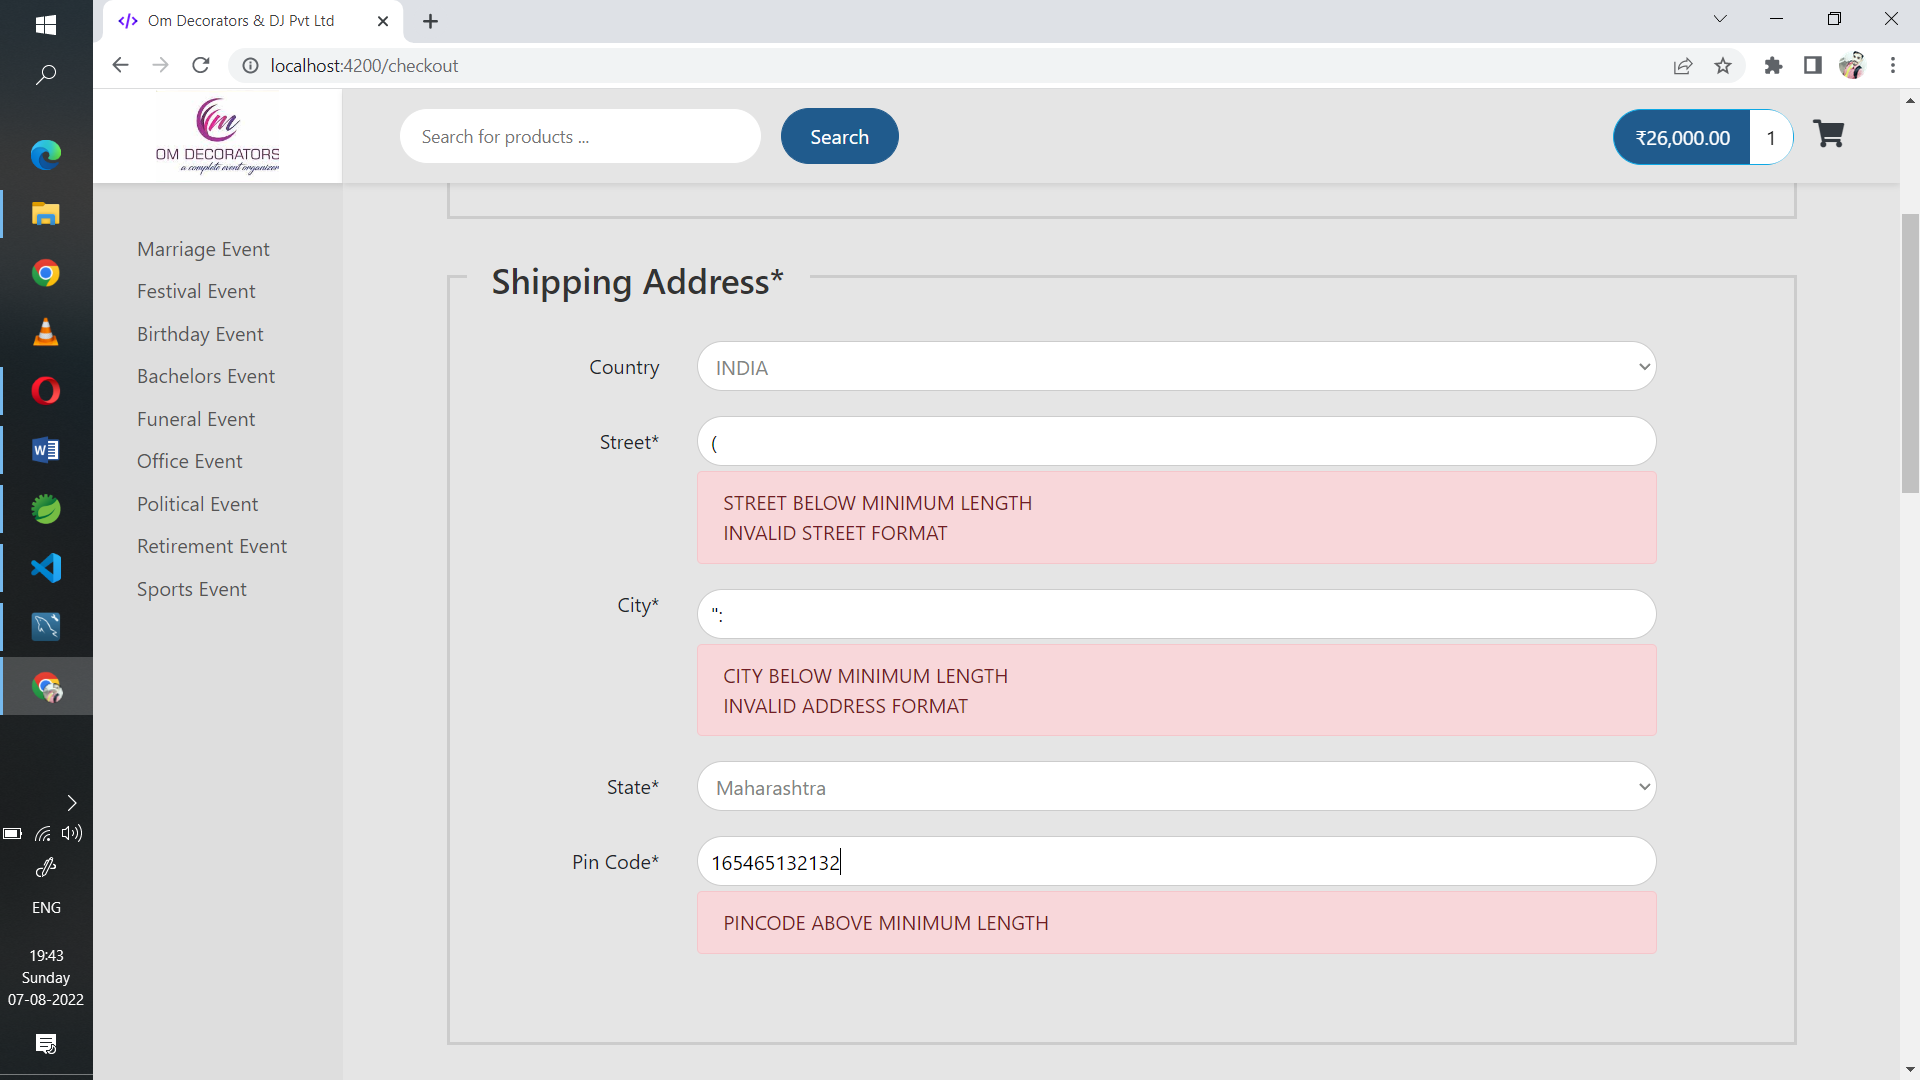 Om Decorators & DJ Pvt Ltd
localhost:4200/checkout
OM DECORATORS
a complete event organizer
Search for products ...
Search
₹26,000.00
1
Marriage Event
Festival Event
Birthday Event
Bachelors Event
Funeral Event
Office Event
Political Event
Retirement Event
Sports Event
Shipping Address*
Country
INDIA
Street*
(
STREET BELOW MINIMUM LENGTH
INVALID STREET FORMAT
City*
":
CITY BELOW MINIMUM LENGTH
INVALID ADDRESS FORMAT
State*
Maharashtra
Pin Code*
165465132132
PINCODE ABOVE MINIMUM LENGTH
ENG
19:43
Sunday
07-08-2022